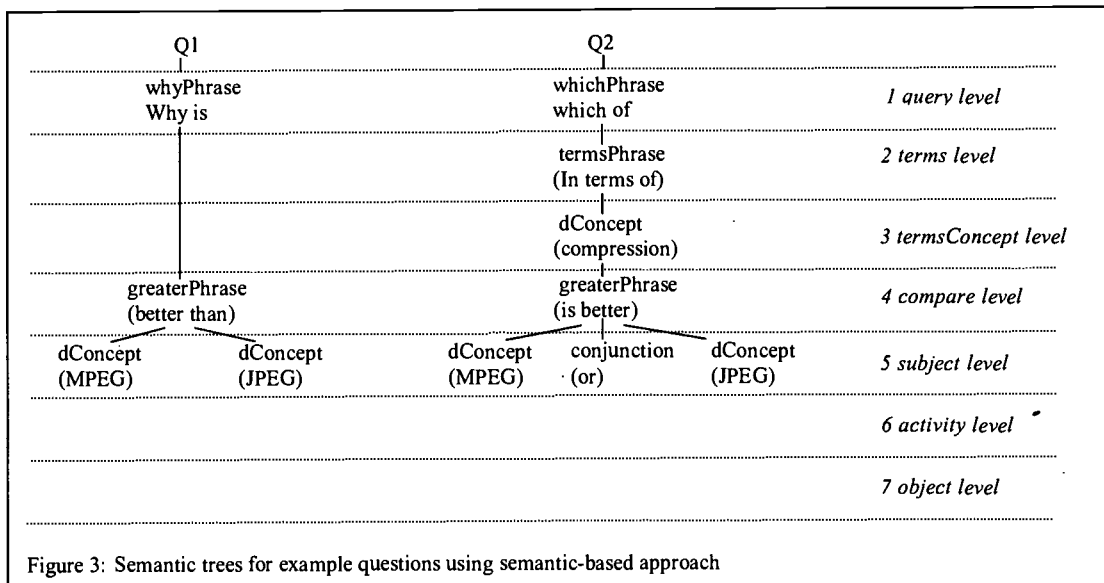 Q1 Q2
whyPhrase whichPhrase 1 query level
Why is which of
termsPhrase 2 terms level
(In terms of)
dConcept 3 termsConcept level
(compression)
greaterPhrase greaterPhrase 4 compare level
(better than) (is better)
dConcept dConcept dConcept conjunction dConcept 5 subject level
(MPEG) (JPEG) (MPEG) (or) (JPEG)
6 activity level
7 object level
Figure 3: Semantic trees for example questions using semantic-based approach